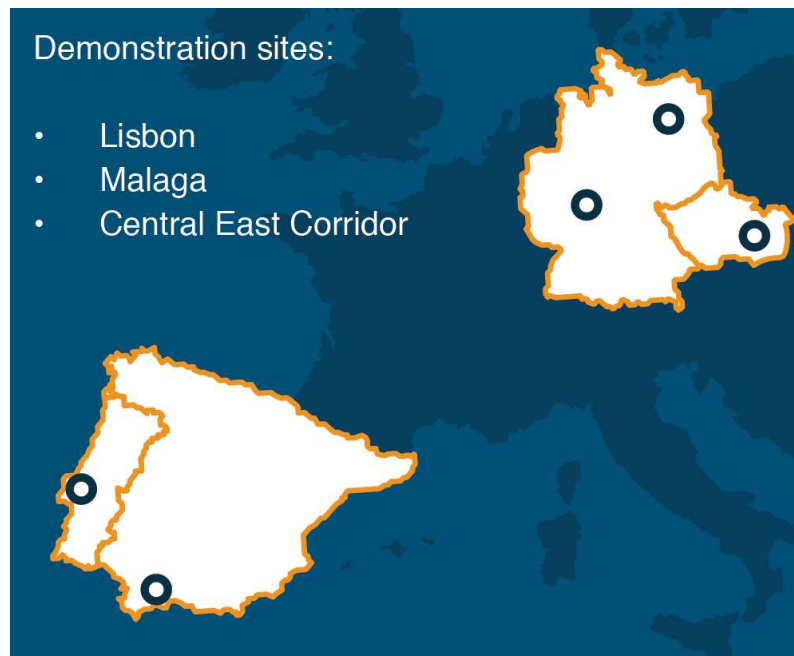 Demonstration sites:
• Lisbon
• Malaga
• Central East Corridor